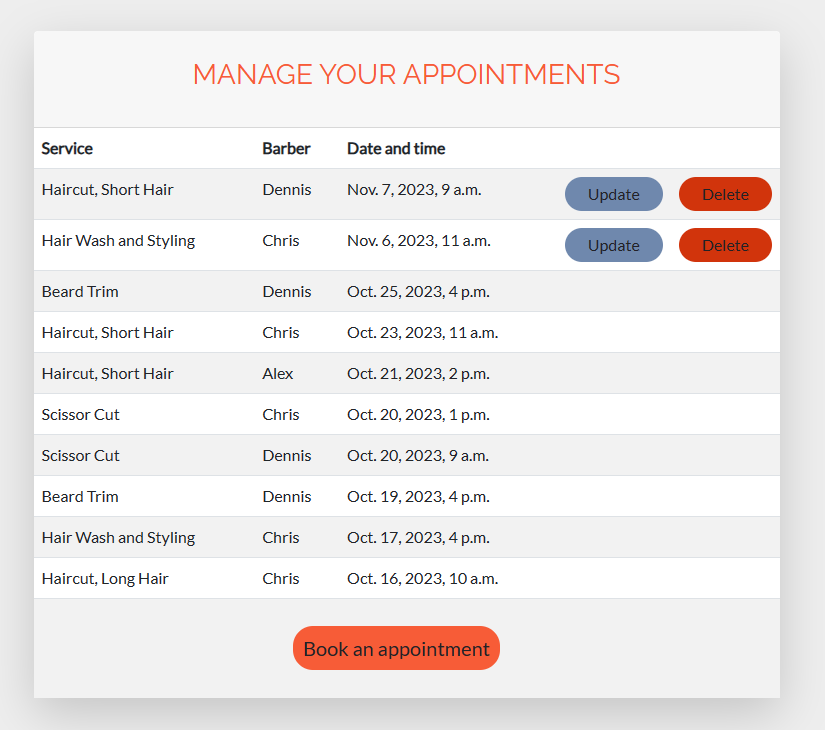 MANAGE YOUR APPOINTMENTS
Service Barber Date and time
Haircut, Short Hair Dennis Nov. 7, 2023, 9 a.m. Update Delete
Hair Wash and Styling Chris Nov. 6, 2023, 11 a.m. Update Delete
Beard Trim Dennis Oct. 25, 2023, 4 p.m.
Haircut, Short Hair Chris Oct. 23, 2023, 11 a.m.
Haircut, Short Hair Alex Oct. 21, 2023, 2 p.m.
Scissor Cut Chris Oct. 20, 2023, 1 p.m.
Scissor Cut Dennis Oct. 20, 2023, 9 a.m.
Beard Trim Dennis Oct. 19, 2023, 4 p.m.
Hair Wash and Styling Chris Oct. 17, 2023, 4 p.m.
Haircut, Long Hair Chris Oct. 16, 2023, 10 a.m.
Book an appointment